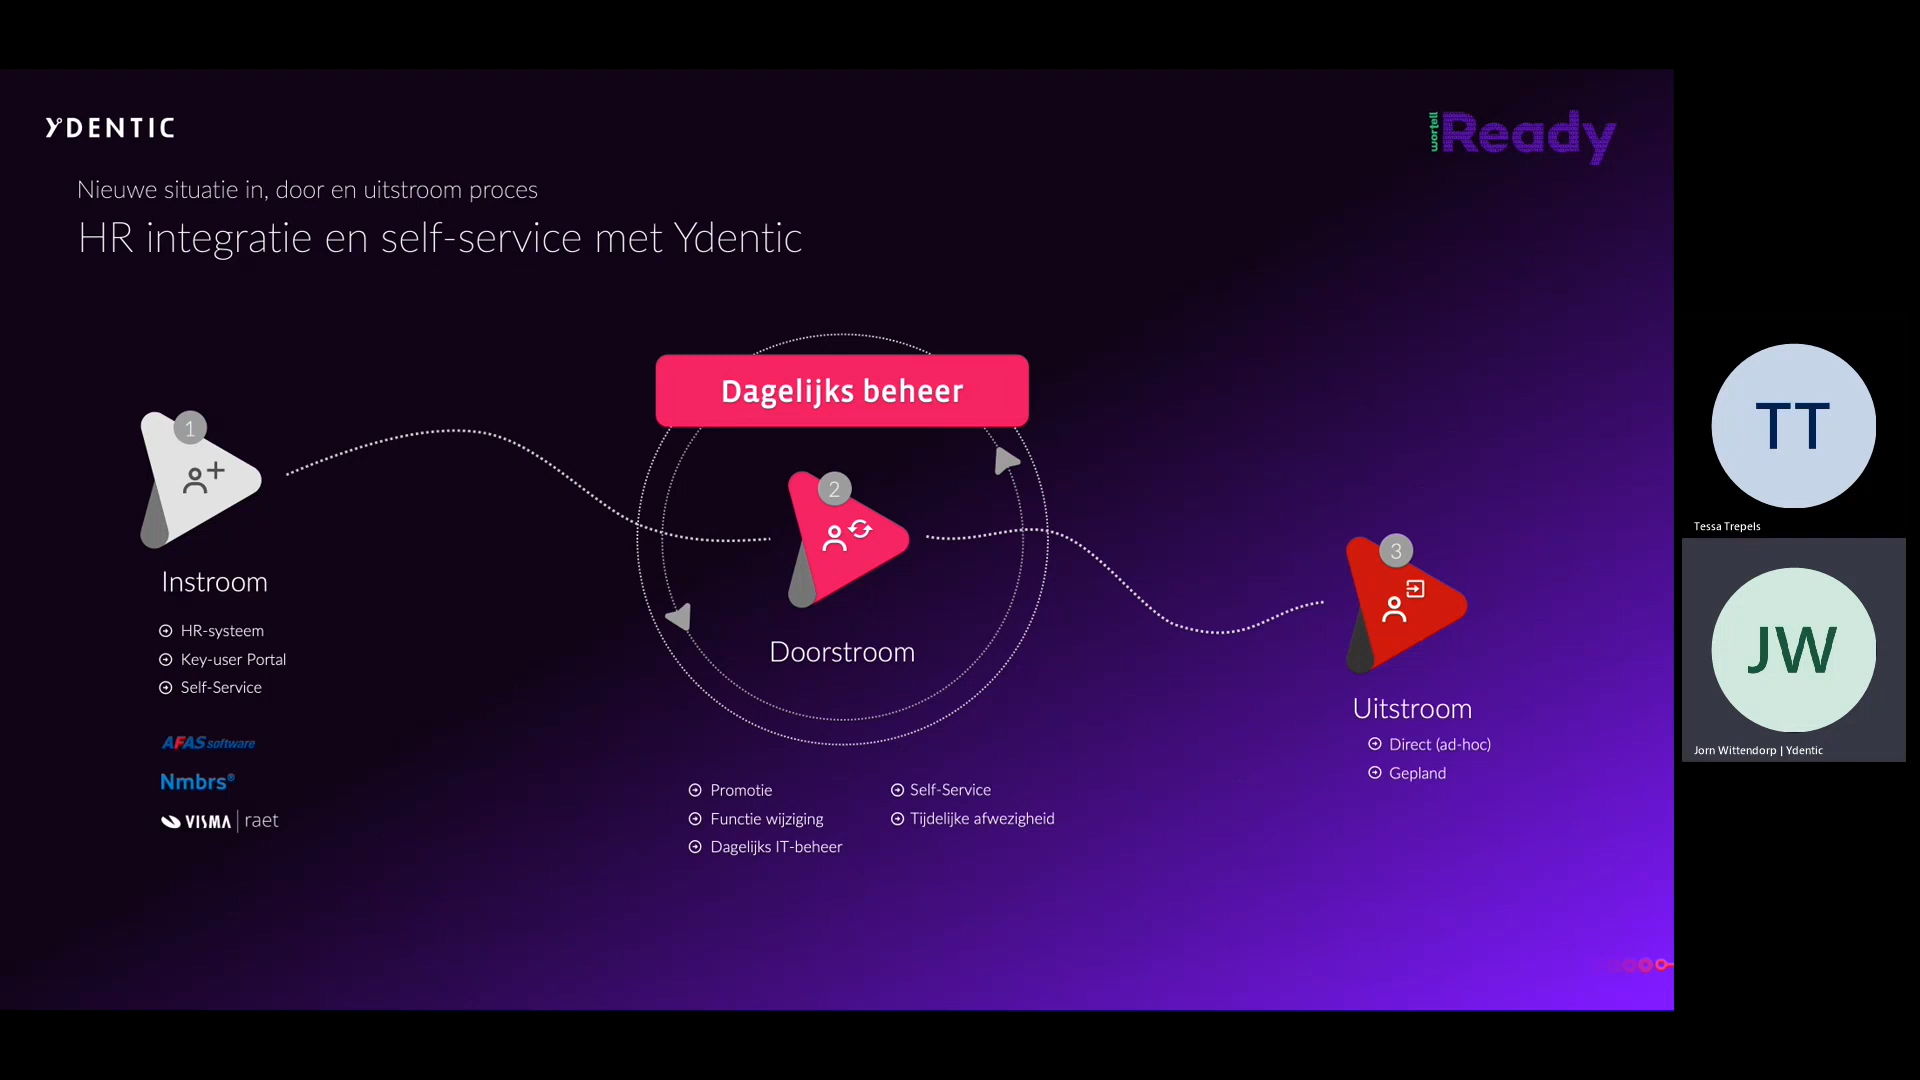 YDENTIC
wortell
Ready
Nieuwe situatie in, door en uitstroom proces
HR integratie en self-service met Ydentic
Dagelijks beheer
1
Instroom
HR-systeem
Key-user Portal
Self-Service
AFAS software
Nmbrs®
VISMA | raet
2
Doorstroom
Promotie
Functie wijziging
Dagelijks IT-beheer
Self-Service
Tijdelijke afwezigheid
3
Uitstroom
Direct (ad-hoc)
Gepland
TT
Tessa Trepels
JW
Jorn Wittendorp | Ydentic